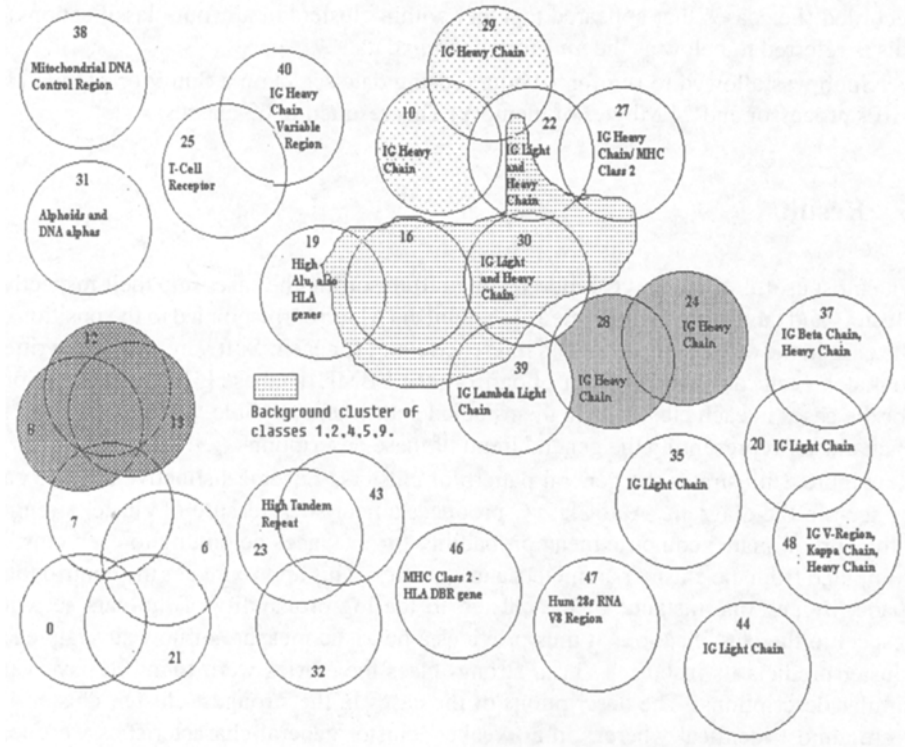 38
Mitochondrial DNA
Control Region
40
IG Heavy
Chain
Variable
Region
25
T-Cell
Receptor
29
IG Heavy Chain
10
IG Heavy
Chain
22
IG Light
and
Heavy
Chain
27
IG Heavy
Chain/ MHC
Class 2
31
Alphoids and
DNA alphas
19
High
Alu, also
HLA
genes
16
30
IG Light
and Heavy
Chain
28
IG Heavy
Chain
24
IG Heavy
Chain
37
IG Beta Chain,
Heavy Chain
39
IG Lambda Light
Chain
Background cluster of
classes 1,2,4,5,9.
12
8
13
7
6
0
21
High Tandem
Repeat
43
23
32
46
MHC Class 2
HLA DBR gene
35
IG Light Chain
20
IG Light Chain
48
IG V-Region,
Kappa Chain,
Heavy Chain
47
Hum 28s RNA
V8 Region
44
IG Light Chain